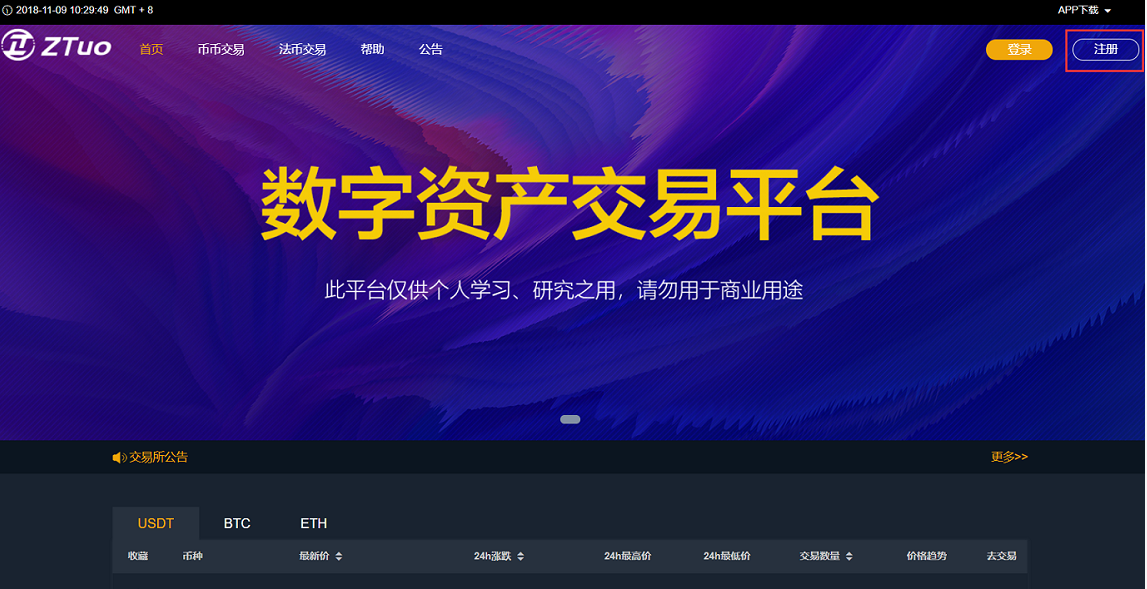 2018-11-09 10:29:49 GMT + 8 APP下载
ZTuo 首页 币币交易 法币交易 帮助 公告 登录 注册
数字资产交易平台
此平台仅供个人学习、研究之用，请勿用于商业用途
交易所公告 更多>>
USDT BTC ETH
收藏 币种 最新价 24h涨跌 24h最高价 24h最低价 交易数量 价格趋势 去交易